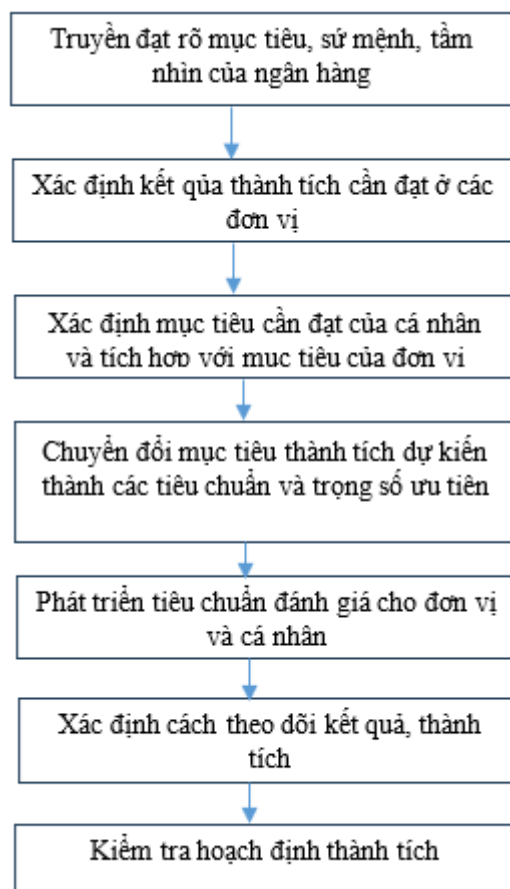 Truyền đạt rõ mục tiêu, sứ mệnh, tầm
nhìn của ngân hàng
Xác định kết qủa thành tích cần đạt ở các
đơn vị
Xác định mục tiêu cần đạt của cá nhân
và tích hợp với mục tiêu của đơn vị
Chuyển đổi mục tiêu thành tích dự kiến
thành các tiêu chuẩn và trọng số ưu tiên
Phát triển tiêu chuẩn đánh giá cho đơn vị
và cá nhân
Xác định cách theo dõi kết quả, thành
tích
Kiểm tra hoạch định thành tích